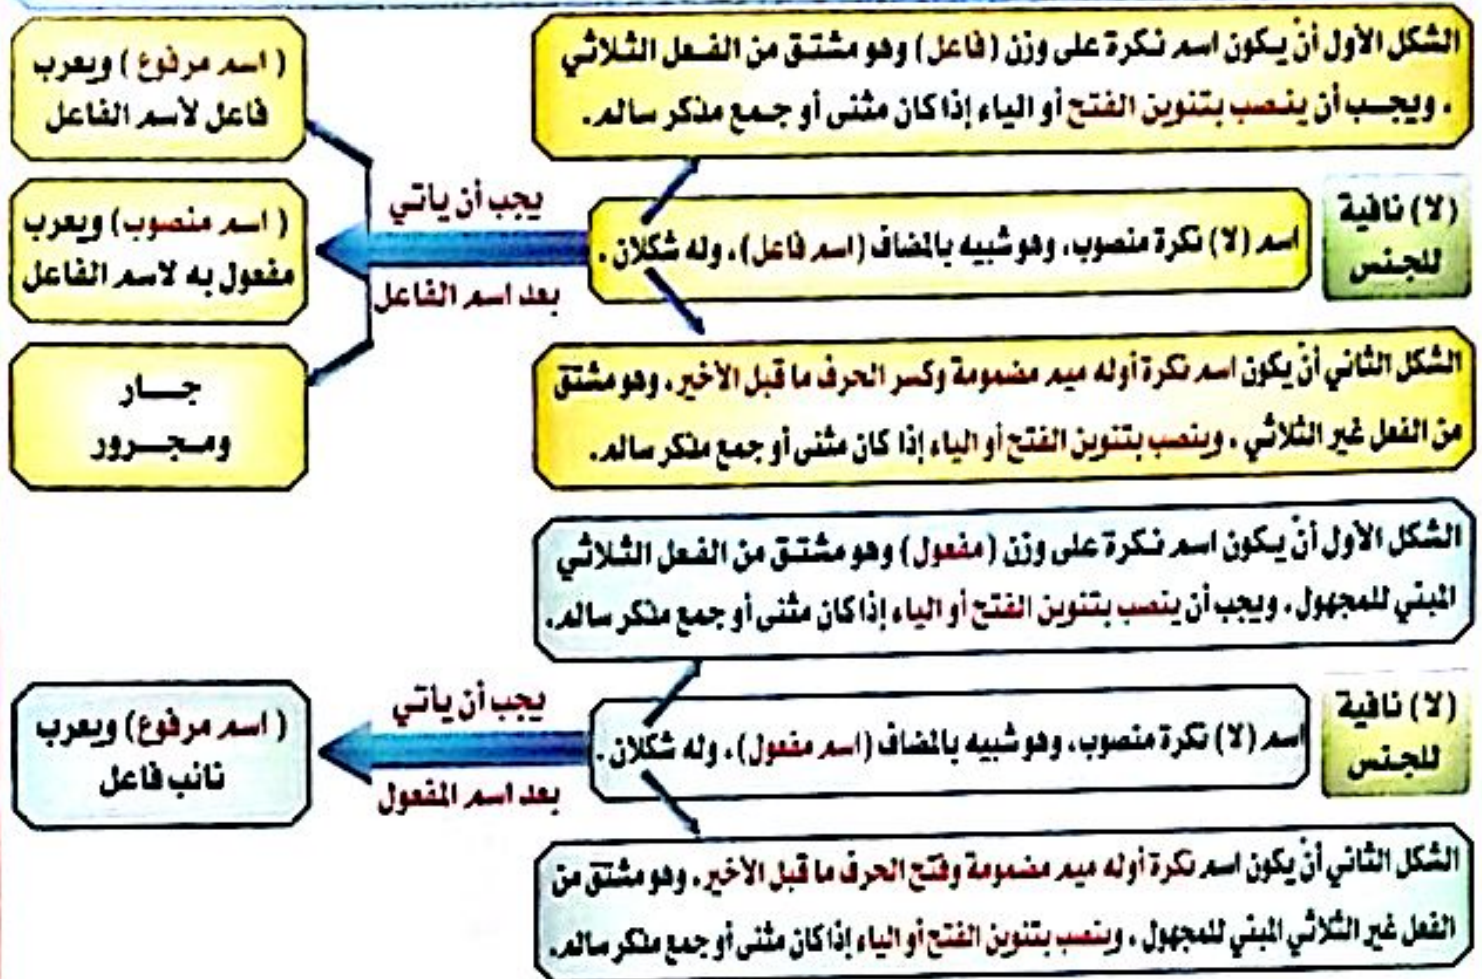 الشكل الأول أنْ يكون اسم نكرة على وزن (فاعل) وهو مشتق من الفعل الثلاثي
، ويجب أن ينصب بتنوين الفتح أو الياء إذا كان مثنى أو جمع مذكر سالم.
(لا) نافية
للجنس
اسم (لا) نكرة منصوب، وهو شبيه بالمضاف (اسم فاعل)، وله شكلان.
يجب أن ياتي
بعد اسم الفاعل
( اسم مرفوع ) ويعرب
فاعل لأسم الفاعل
( اسم منصوب) ويعرب
مفعول به لاسم الفاعل
جـــار
ومـجـرور
الشكل الثاني أنْ يكون اسم نكرة أوله ميم مضمومة وكسر الحرف ما قبل الأخير، وهو مشتق
من الفعل غير الثلاثي ، وينصب بتنوين الفتح أو الياء إذا كان مثنى أو جمع مذكر سالم.
الشكل الأول أنْ يكون اسم نكرة على وزن (مفعول) وهو مشتق من الفعل الثلاثي
المبني للمجهول، ويجب أن ينصب بتنوين الفتح أو الياء إذا كان مثنى أو جمع مذكر سالم.
(لا) نافية
للجنس
اسم (لا) نكرة منصوب، وهو شبيه بالمضاف (اسم مفعول)، وله شكلان.
يجب أن ياتي
بعد اسم المفعول
( اسم مرفوع) ويعرب
نائب فاعل
الشكل الثاني أنْ يكون اسم نكرة أوله ميم مضمومة وفتح الحرف ما قبل الأخير، وهو مشتق من
الفعل غير الثلاثي المبني للمجهول ، وينصب بتنوين الفتح أو الياء إذا كان مثنى أو جمع مذكر سالم.